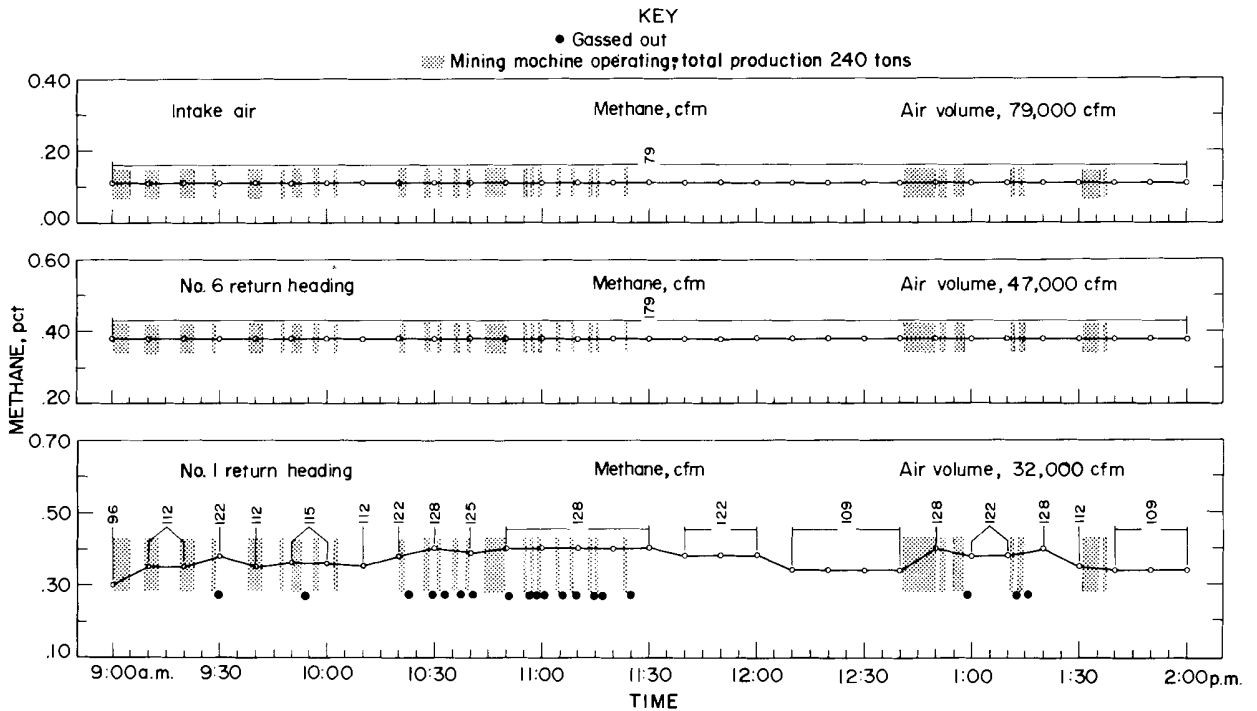 KEY
Gassed out
Mining machine operating; total production 240 tons
METHANE, pct
0.40
.20
.00
Intake air
Methane, cfm
Air volume, 79,000 cfm
79
0.60
.40
.20
No. 6 return heading
Methane, cfm
Air volume, 47,000 cfm
179
0.70
.50
.30
.10
No. 1 return heading
Methane, cfm
Air volume, 32,000 cfm
96 112 122 112 115 112 122 128 125 128 122 109 128 122 128 112 109
9:00 a.m. 9:30 10:00 10:30 11:00 11:30 12:00 12:30 1:00 1:30 2:00 p.m.
TIME